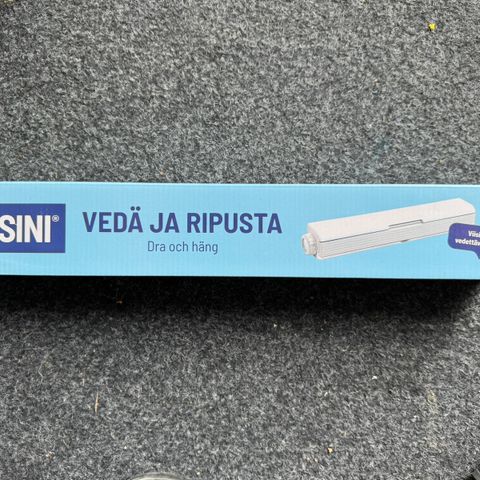 SINI®
VEDÄ JA RIPUSTA
Dra och häng